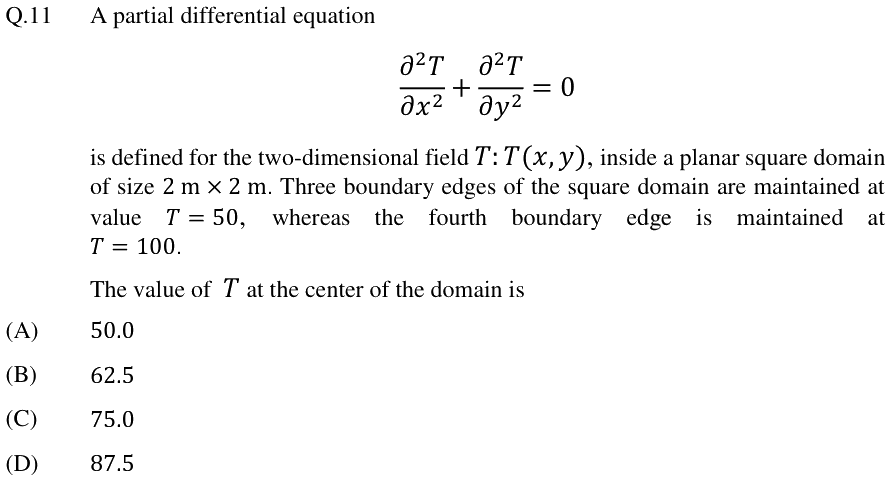 Q.11 A partial differential equation
∂²T/∂x² + ∂²T/∂y² = 0
is defined for the two-dimensional field T: T(x, y), inside a planar square domain
of size 2 m × 2 m. Three boundary edges of the square domain are maintained at
value T = 50, whereas the fourth boundary edge is maintained at
T = 100.
The value of T at the center of the domain is
(A) 50.0
(B) 62.5
(C) 75.0
(D) 87.5